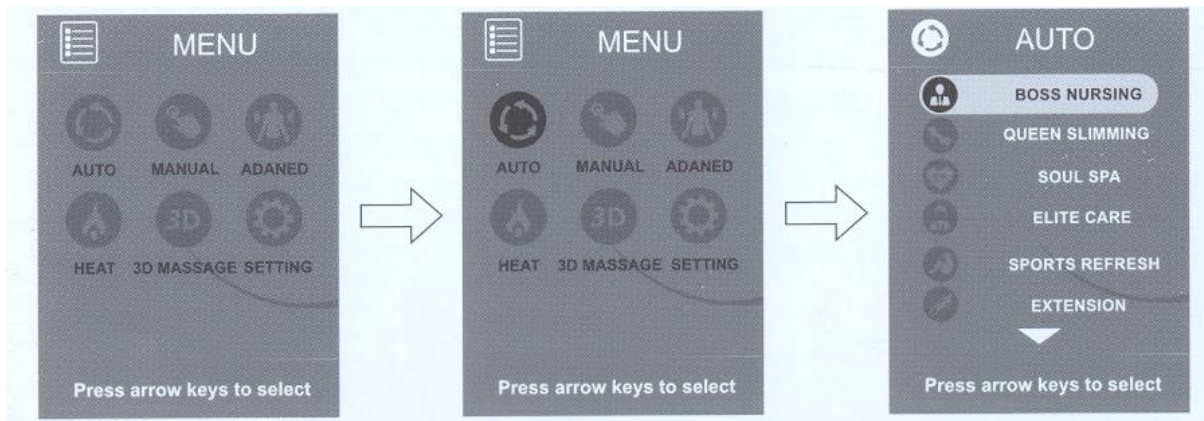 MENU
AUTO MANUAL ADANED
3D
HEAT 3D MASSAGE SETTING
Press arrow keys to select
MENU
AUTO MANUAL ADANED
3D
HEAT 3D MASSAGE SETTING
Press arrow keys to select
AUTO
BOSS NURSING
QUEEN SLIMMING
SOUL SPA
ELITE CARE
SPORTS REFRESH
EXTENSION
Press arrow keys to select